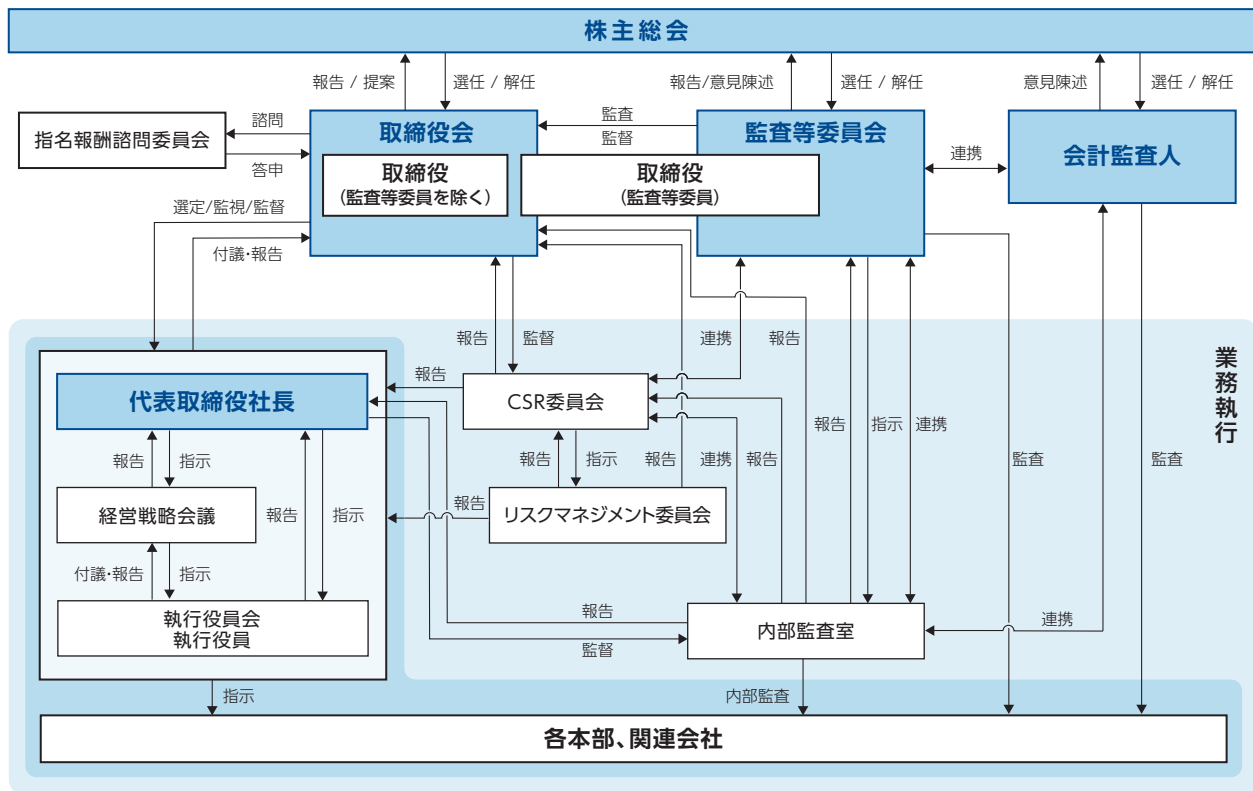 株主総会
報告 / 提案
選任 / 解任
報告/意見陳述
選任 / 解任
意見陳述
選任 / 解任
指名報酬諮問委員会
諮問
答申
取締役会
取締役
(監査等委員を除く)
監査
監督
監査等委員会
取締役
(監査等委員)
連携
会計監査人
選定/監視/監督
付議・報告
報告
監督
連携
報告
業務執行
代表取締役社長
報告
CSR委員会
報告
指示
報告
指示
報告
連携
報告
報告
指示
連携
監査
監査
経営戦略会議
報告
指示
報告
リスクマネジメント委員会
付議・報告
指示
執行役員会
執行役員
報告
監督
内部監査室
連携
指示
内部監査
各本部、関連会社